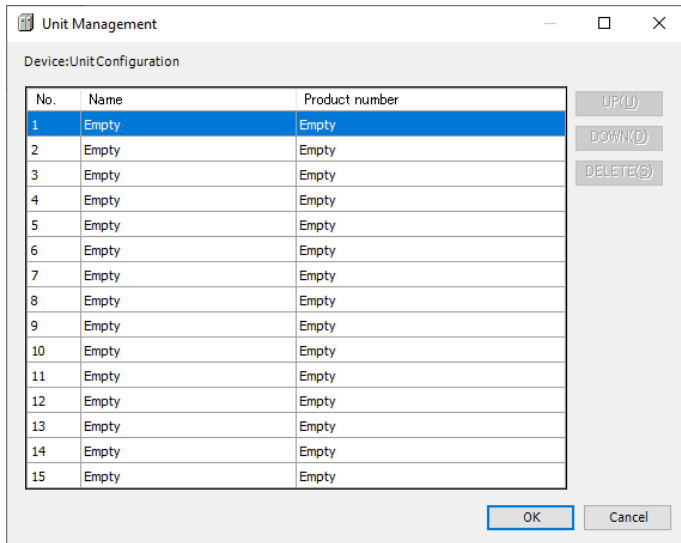 Unit Management
Device:UnitConfiguration
No. Name Product number
1 Empty Empty
2 Empty Empty
3 Empty Empty
4 Empty Empty
5 Empty Empty
6 Empty Empty
7 Empty Empty
8 Empty Empty
9 Empty Empty
10 Empty Empty
11 Empty Empty
12 Empty Empty
13 Empty Empty
14 Empty Empty
15 Empty Empty
UP(U)
DOWN(D)
DELETE(S)
OK Cancel